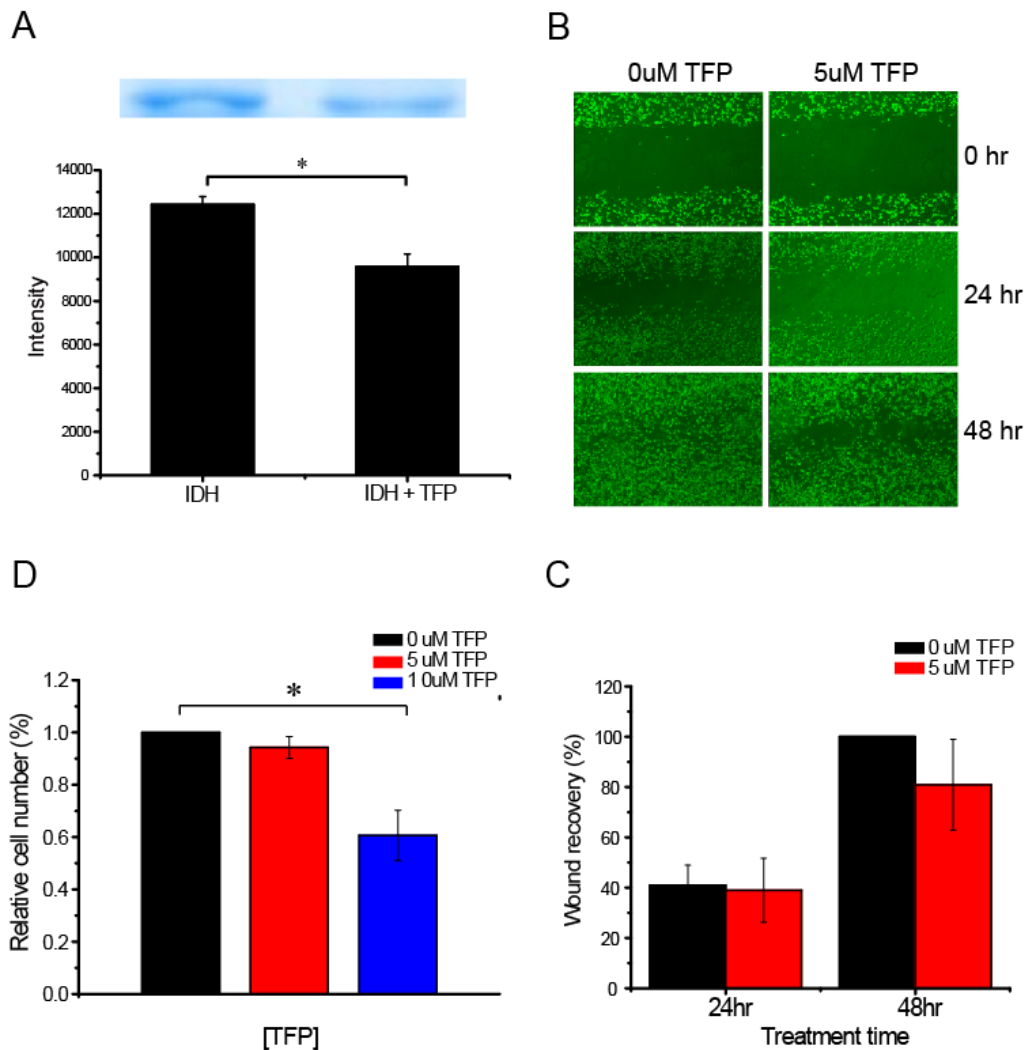 A
*
14000
12000
10000
8000
6000
4000
2000
0
Intensity
IDH
IDH + TFP
B
0uM TFP
5uM TFP
0 hr
24 hr
48 hr
D
0 uM TFP
5 uM TFP
1 0uM TFP
*
1.2
1.0
0.8
0.6
0.4
0.2
0.0
Relative cell number (%)
[TFP]
C
0 uM TFP
5 uM TFP
120
100
80
60
40
20
0
Wound recovery (%)
24hr
48hr
Treatment time